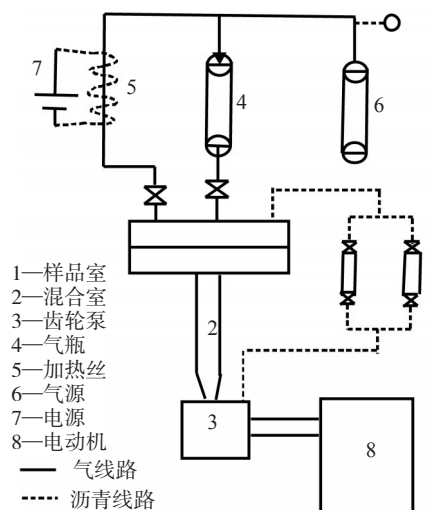 7
5
4
6
2
3
8
1—样品室
2—混合室
3—齿轮泵
4—气瓶
5—加热丝
6—气源
7—电源
8—电动机
气线路
沥青线路